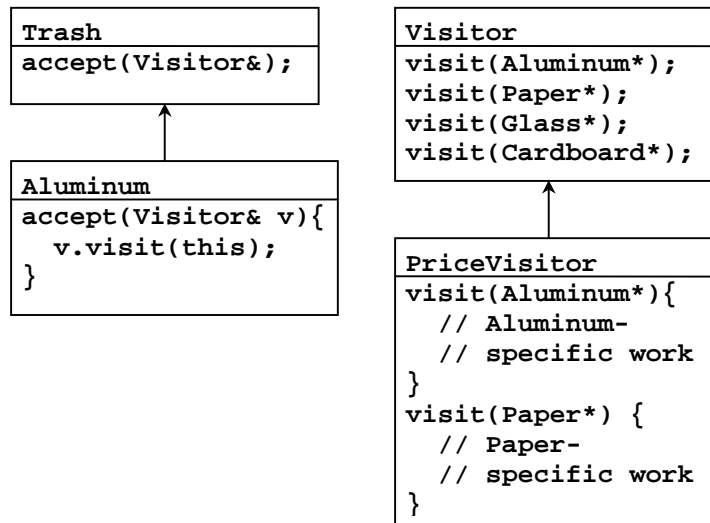 Trash
accept(Visitor&);
Aluminum
accept(Visitor& v){
v.visit(this);
}
Visitor
visit(Aluminum*);
visit(Paper*);
visit(Glass*);
visit(Cardboard*);
PriceVisitor
visit(Aluminum*){
// Aluminum-
// specific work
}
visit(Paper*) {
// Paper-
// specific work
}